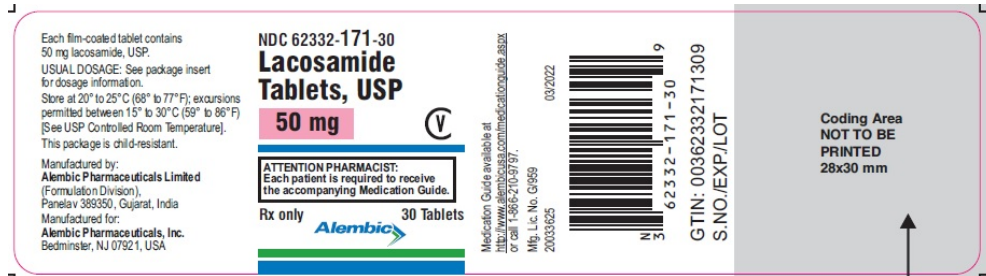 Each film-coated tablet contains
50 mg lacosamide, USP.
USUAL DOSAGE: See package insert
for dosage information.
Store at 20° to 25°C (68° to 77°F); excursions
permitted between 15° to 30°C (59° to 86°F)
[See USP Controlled Room Temperature].
This package is child-resistant.
Manufactured by:
Alembic Pharmaceuticals Limited
(Formulation Division),
Panelav 389350, Gujarat, India
Manufactured for:
Alembic Pharmaceuticals, Inc.
Bedminster, NJ 07921, USA
NDC 62332-171-30
Lacosamide
Tablets, USP
50 mg
CV
ATTENTION PHARMACIST:
Each patient is required to receive
the accompanying Medication Guide.
Rx only 30 Tablets
Alembic
Medication Guide available at
http://www.alembicusa.com/medicationguide.aspx
or call 1-866-210-9797.
Mfg. Lic. No. G/959
20033625 03/2022
N 3 62332-171-30 9
GTIN: 00362332171309
S.NO./EXP./LOT
Coding Area
NOT TO BE
PRINTED
28x30 mm